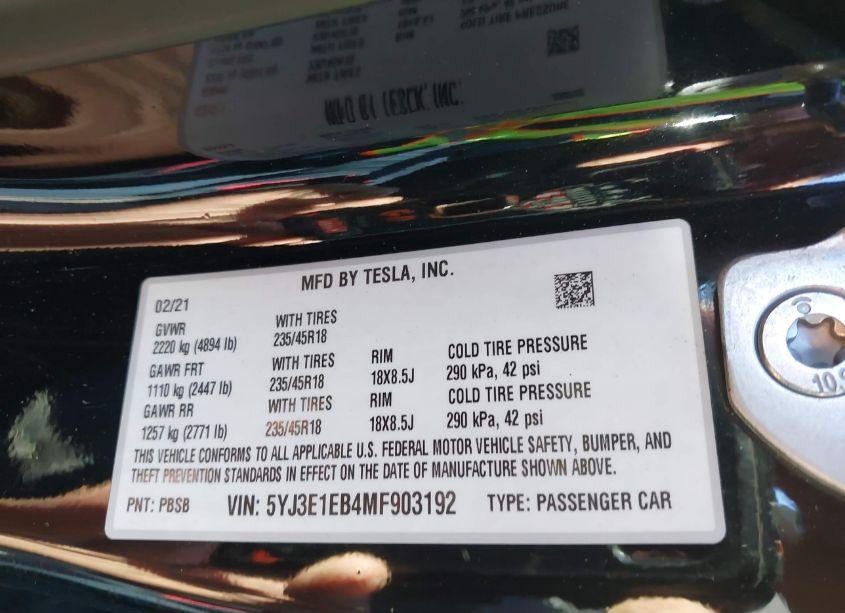 MFD BY TESLA, INC.
02/21
GVWR
2220 kg (4894 lb)
WITH TIRES
235/45R18
GAWR FRT
1110 kg (2447 lb)
WITH TIRES
235/45R18
RIM
18X8.5J
COLD TIRE PRESSURE
290 kPa, 42 psi
GAWR RR
1257 kg (2771 lb)
WITH TIRES
235/45R18
RIM
18X8.5J
COLD TIRE PRESSURE
290 kPa, 42 psi
THIS VEHICLE CONFORMS TO ALL APPLICABLE U.S. FEDERAL MOTOR VEHICLE SAFETY, BUMPER, AND
THEFT PREVENTION STANDARDS IN EFFECT ON THE DATE OF MANUFACTURE SHOWN ABOVE.
PNT: PBSB VIN: 5YJ3E1EB4MF903192 TYPE: PASSENGER CAR